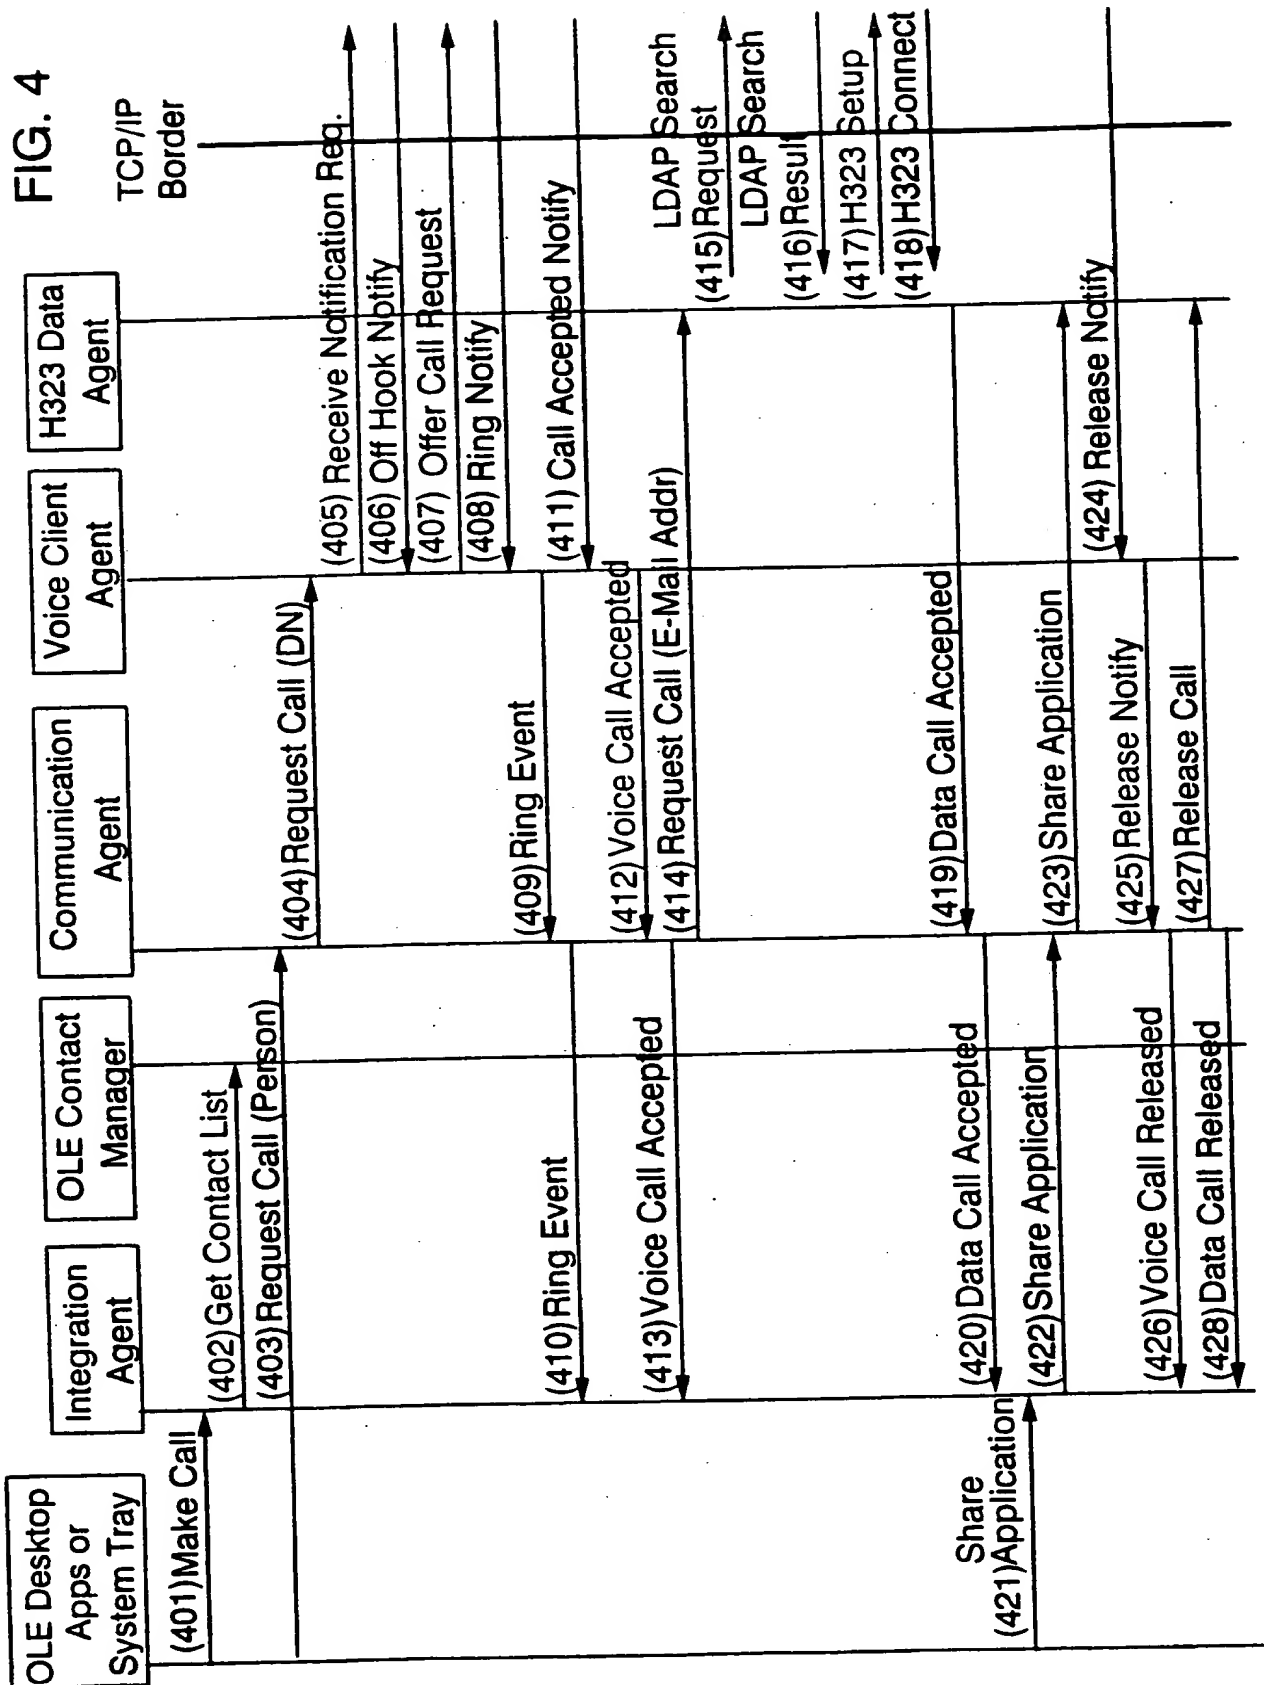 FIG. 4
OLE Desktop
Apps or
System Tray
Integration
Agent
OLE Contact
Manager
Communication
Agent
Voice Client
Agent
H323 Data
Agent
TCP/IP
Border
(401)Make Call
(402)Get Contact List
(403)Request Call (Person)
(404)Request Call (DN)
(405) Receive Notification Req.
(406) Off Hook Notify
(407) Offer Call Request
(408) Ring Notify
(409)Ring Event
(410)Ring Event
(411) Call Accepted Notify
(412)Voice Call Accepted
(413)Voice Call Accepted
(414)Request Call (E-Mail Addr)
LDAP Search
(415)Request
LDAP Search
(416)Result
(417)H323 Setup
(418)H323 Connect
(419)Data Call Accepted
(420)Data Call Accepted
Share
(421)Application
(422)Share Application
(423)Share Application
(424) Release Notify
(425)Release Notify
(426)Voice Call Released
(427)Release Call
(428)Data Call Released